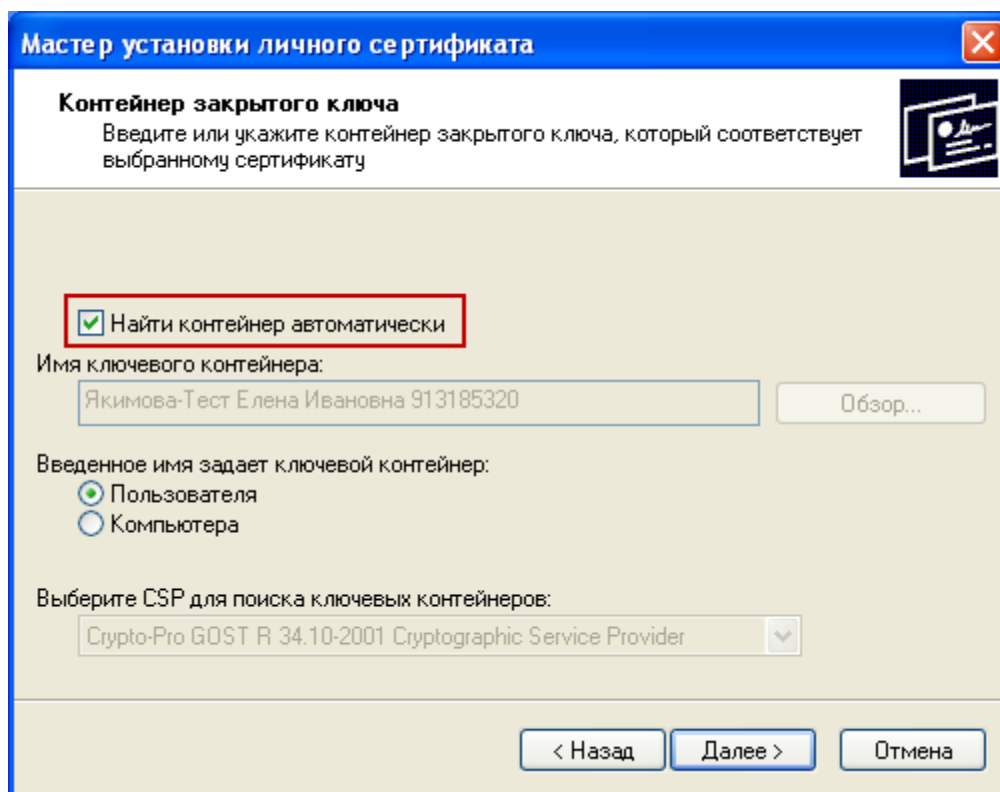 Мастер установки личного сертификата
Контейнер закрытого ключа
Введите или укажите контейнер закрытого ключа, который соответствует
выбранному сертификату
Найти контейнер автоматически
Имя ключевого контейнера:
Якимова-Тест Елена Ивановна 913185320
Обзор...
Введенное имя задает ключевой контейнер:
Пользователя
Компьютера
Выберите CSP для поиска ключевых контейнеров:
Crypto-Pro GOST R 34.10-2001 Cryptographic Service Provider
< Назад Далее > Отмена